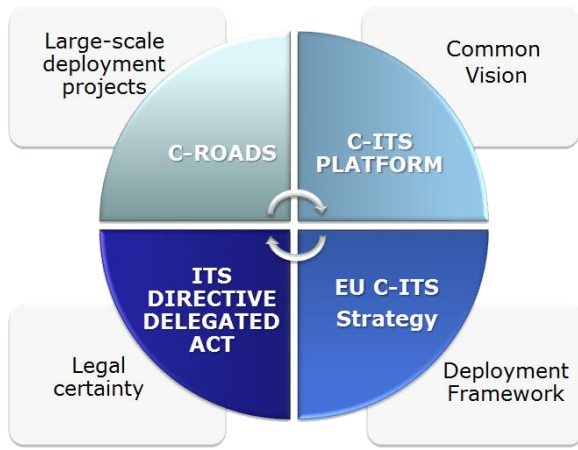 Large-scale
deployment
projects
Common
Vision
C-ROADS
C-ITS
PLATFORM
ITS
DIRECTIVE
DELEGATED
ACT
EU C-ITS
Strategy
Legal
certainty
Deployment
Framework